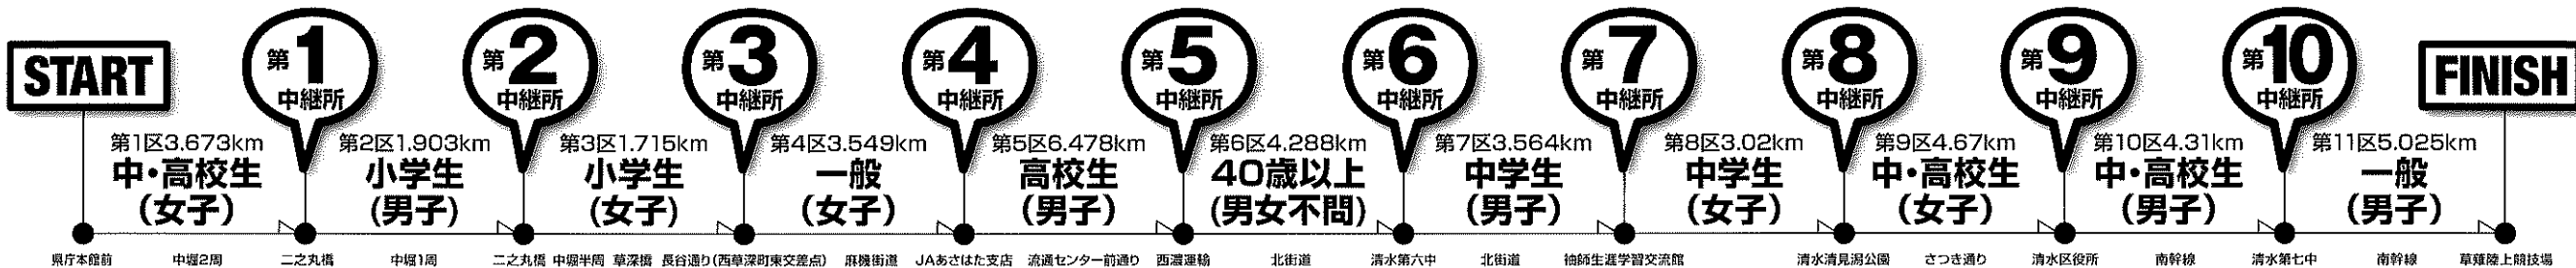 START
第1中継所
第2中継所
第3中継所
第4中継所
第5中継所
第6中継所
第7中継所
第8中継所
第9中継所
第10中継所
FINISH
第1区3.673km
中・高校生
(女子)
第2区1.903km
小学生
(男子)
第3区1.715km
小学生
(女子)
第4区3.549km
一般
(女子)
第5区6.478km
高校生
(男子)
第6区4.288km
40歳以上
(男女不問)
第7区3.564km
中学生
(男子)
第8区3.02km
中学生
(女子)
第9区4.67km
中・高校生
(女子)
第10区4.31km
中・高校生
(男子)
第11区5.025km
一般
(男子)
県庁本館前 中堀2周 二之丸橋 中堀1周 二之丸橋 中堀半周 草深橋 長谷通り(西草深町東交差点) 麻機街道 JAあさはた支店 流通センター前通り 西濃運輸 北街道 清水第六中 北街道 袖師生涯学習交流館 清水清見潟公園 さつき通り 清水区役所 南幹線 清水第七中 南幹線 草薙陸上競技場